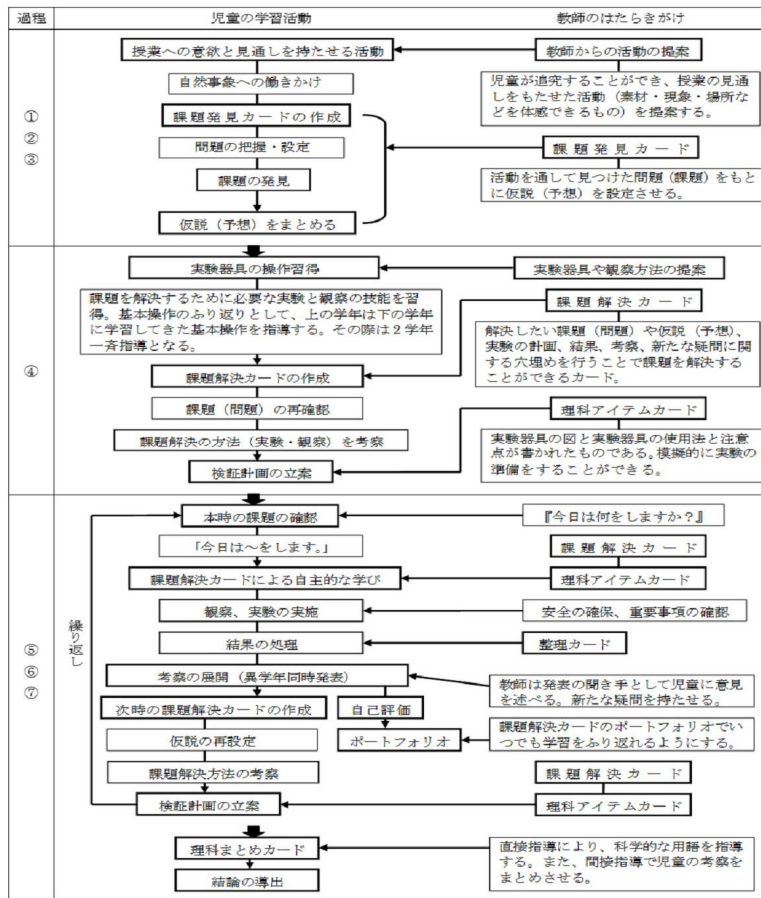 過程
児童の学習活動
教師のはたらきがけ
①
②
③
授業への意欲と見通しを持たせる活動
教師からの活動の提案
自然事象への働きかけ
児童が追究することができ、授業の見通
しをもたせた活動（素材・現象・場所な
どを体感できるもの）を提案する。
課題発見カードの作成
問題の把握・設定
課題発見カード
課題の発見
活動を通して見つけた問題（課題）をも
とに仮説（予想）を設定させる。
仮説（予想）をまとめる
④
実験器具の操作習得
実験器具や観察方法の提案
課題を解決するために必要な実験と観察の技能を習
得。基本操作のふり返りとして、上の学年は下の学年
に学習してきた基本操作を指導する。その際は２学年
一斉指導となる。
課題解決カード
解決したい課題（問題）や仮説（予想）、
実験の計画、結果、考察、新たな疑問に関
する穴埋めを行うことで課題を解決する
ことができるカード。
課題解決カードの作成
課題（問題）の再確認
理科アイテムカード
課題解決の方法（実験・観察）を考察
実験器具の図と実験器具の使用法と注意
点が書かれたものである。模擬的に実験の
準備をすることができる。
検証計画の立案
⑤
⑥
⑦
繰り返し
本時の課題の確認
『今日は何をしますか？』
「今日は～をします。」
課題解決カード
課題解決カードによる自主的な学び
理科アイテムカード
観察、実験の実施
安全の確保、重要事項の確認
結果の処理
整理カード
考察の展開（異学年同時発表）
教師は発表の聞き手として児童に意見
を述べる。新たな疑問を持たせる。
次時の課題解決カードの作成
自己評価
仮説の再設定
ポートフォリオ
課題解決カードのポートフォリオでい
つでも学習をふり返れるようにする。
課題解決方法の考察
課題解決カード
検証計画の立案
理科アイテムカード
理科まとめカード
直接指導により、科学的な用語を指導
する。また、間接指導で児童の考察を
まとめさせる。
結論の導出